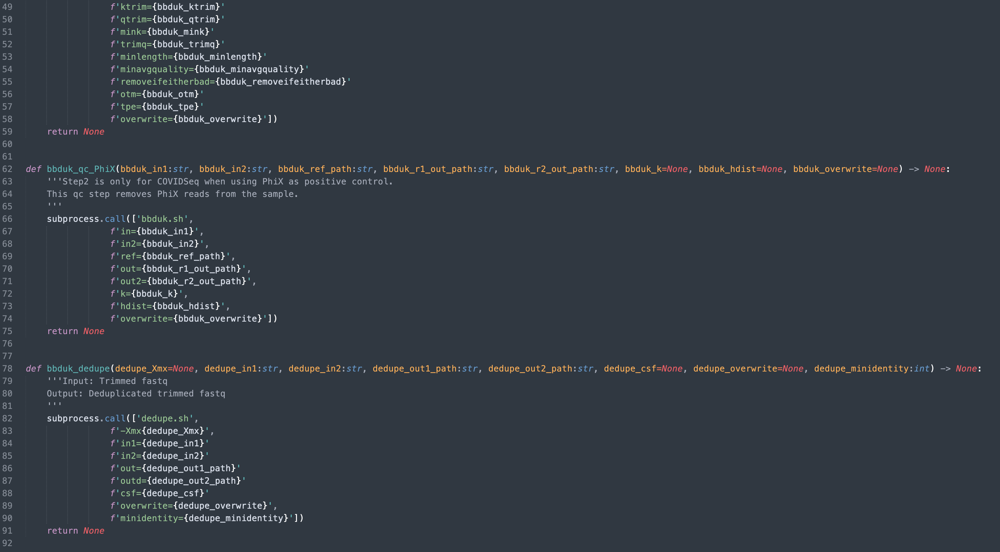 49 f'ktrim={bbduk_ktrim}'
50 f'qtrim={bbduk_qtrim}'
51 f'mink={bbduk_mink}'
52 f'trimq={bbduk_trimq}'
53 f'minlength={bbduk_minlength}'
54 f'minavgquality={bbduk_minavgquality}'
55 f'removeifeitherbad={bbduk_removeifeitherbad}'
56 f'otm={bbduk_otm}'
57 f'tpe={bbduk_tpe}'
58 f'overwrite={bbduk_overwrite}'])
59 return None
60
61
62 def bbduk_qc_PhiX(bbduk_in1:str, bbduk_in2:str, bbduk_ref_path:str, bbduk_r1_out_path:str, bbduk_r2_out_path:str, bbduk_k=None, bbduk_hdist=None, bbduk_overwrite=None) -> None:
63 '''Step2 is only for COVIDSeq when using PhiX as positive control.
64 This qc step removes PhiX reads from the sample.
65 '''
66 subprocess.call(['bbduk.sh',
67 f'in={bbduk_in1}',
68 f'in2={bbduk_in2}',
69 f'ref={bbduk_ref_path}',
70 f'out={bbduk_r1_out_path}',
71 f'out2={bbduk_r2_out_path}',
72 f'k={bbduk_k}',
73 f'hdist={bbduk_hdist}',
74 f'overwrite={bbduk_overwrite}'])
75 return None
76
77
78 def bbduk_dedupe(dedupe_Xmx=None, dedupe_in1:str, dedupe_in2:str, dedupe_out1_path:str, dedupe_out2_path:str, dedupe_csf=None, dedupe_overwrite=None, dedupe_minidentity:int) -> None:
79 '''Input: Trimmed fastq
80 Output: Deduplicated trimmed fastq
81 '''
82 subprocess.call(['dedupe.sh',
83 f'-Xmx{dedupe_Xmx}',
84 f'in1={dedupe_in1}'
85 f'in2={dedupe_in2}'
86 f'out={dedupe_out1_path}'
87 f'outd={dedupe_out2_path}'
88 f'csf={dedupe_csf}'
89 f'overwrite={dedupe_overwrite}',
90 f'minidentity={dedupe_minidentity}'])
91 return None
92